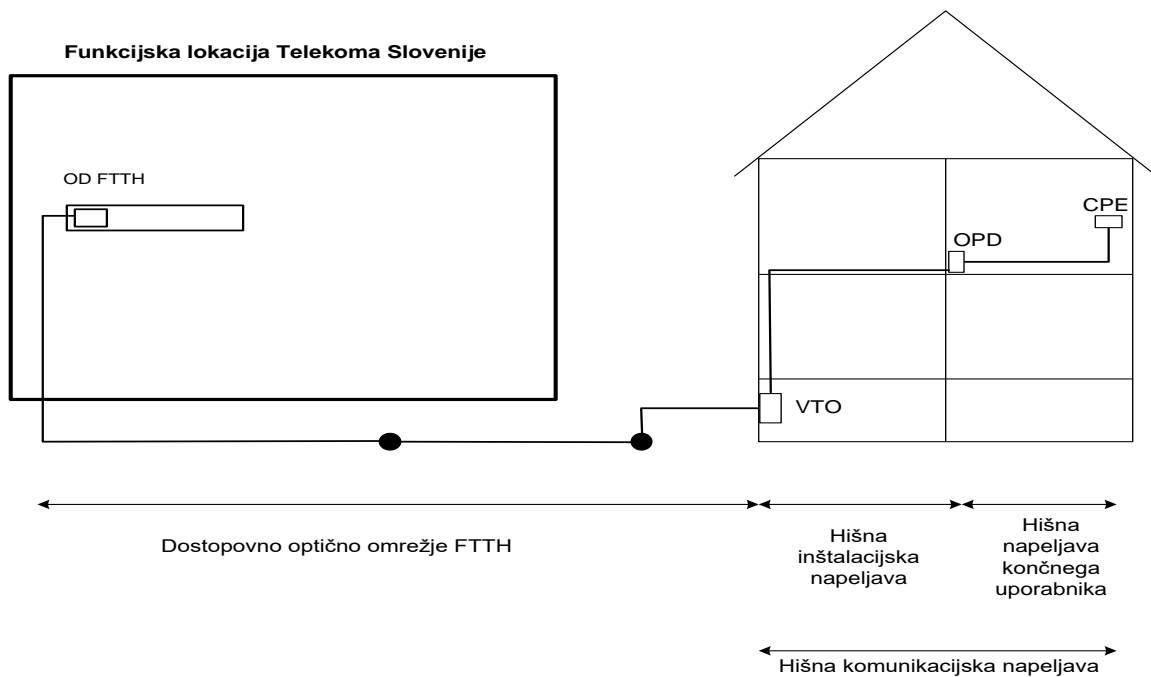 Funkcijska lokacija Telekoma Slovenije
OD FTTH
CPE
OPD
VTO
Dostopovno optično omrežje FTTH
Hišna
inštalacijska
napeljava
Hišna
napeljava
končnega
uporabnika
Hišna komunikacijska napeljava